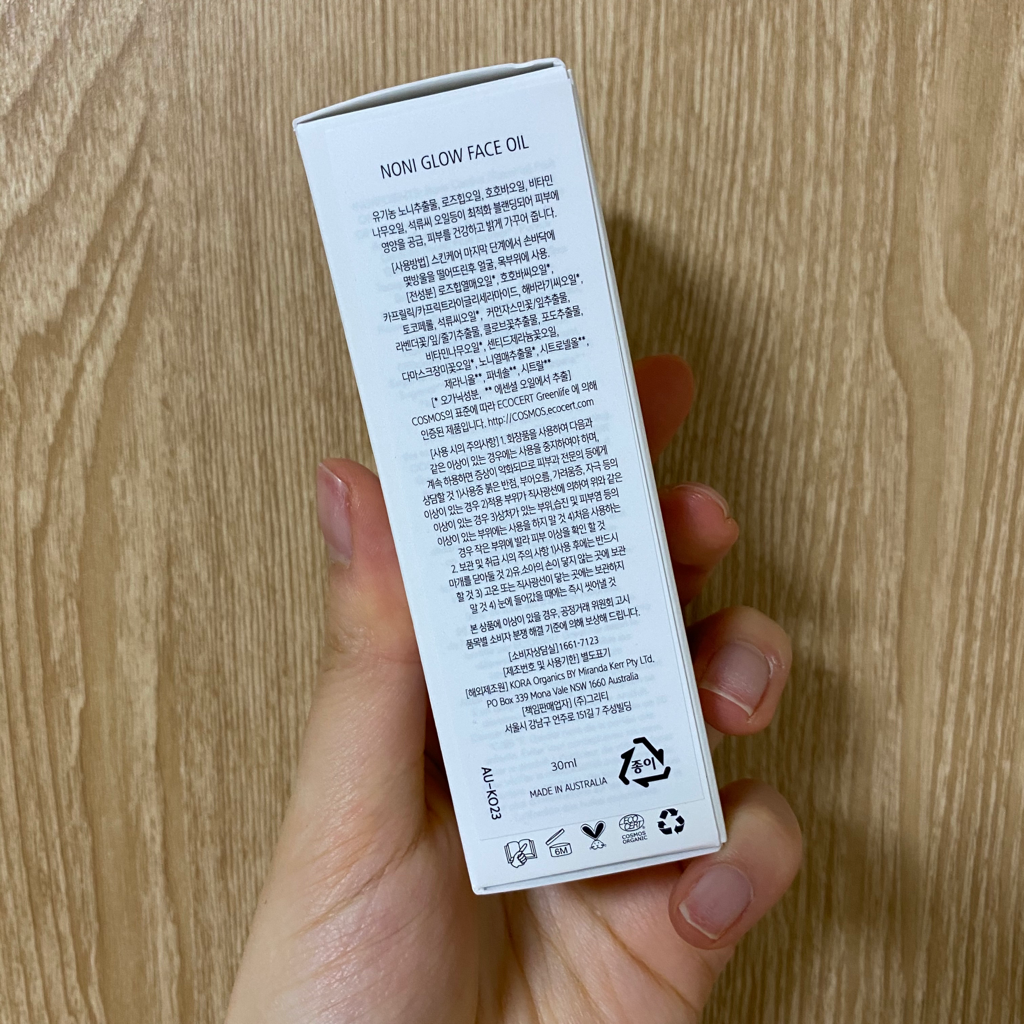 NONI GLOW FACE OIL
유기농 노니추출물, 로즈힙오일, 호호바오일, 비타민
나무오일, 석류씨 오일등이 최적화 블랜딩되어 피부에
영양을 공급, 피부를 건강하고 밝게 가꾸어 줍니다.
[사용방법] 스킨케어 마지막 단계에서 손바닥에
몇방울을 떨어뜨린후 얼굴, 목부위에 사용.
[전성분] 로즈힙열매오일*, 호호바씨오일*,
카프릴릭/카프릭트라이글리세라마이드, 해바라기씨오일*,
토코페롤, 석류씨오일*, 커먼자스민꽃/잎추출물,
라벤더꽃/잎/줄기추출물, 클로브꽃추출물, 포도추출물,
비타민나무오일*, 센티드제라늄꽃오일,
다마스크장미꽃오일*, 노니열매추출물*, 시트로넬올**,
제라니올**, 파네솔**, 시트랄**
[* 오가닉성분, ** 에센셜 오일에서 추출]
COSMOS의 표준에 따라 ECOCERT Greenlife 에 의해
인증된 제품입니다. http://COSMOS.ecocert.com
[사용 시의 주의사항] 1. 화장품을 사용하여 다음과
같은 이상이 있는 경우에는 사용을 중지하여야 하며,
계속 하용하면 증상이 악화되므로 피부과 전문의 등에게
상담할 것 1)사용중 붉은 반점, 부어오름, 가려움증, 자극 등의
이상이 있는 경우 2)적용 부위가 직사광선에 의하여 위와 같은
이상이 있는 경우 3)상처가 있는 부위,습진 및 피부염 등의
이상이 있는 부위에는 사용을 하지 말 것 4)처음 사용하는
경우 작은 부위에 발라 피부 이상을 확인 할 것
2. 보관 및 취급 시의 주의 사항 1)사용 후에는 반드시
마개를 닫아둘 것 2)유.소아의 손이 닿지 않는 곳에 보관
할 것 3) 고온 또는 직사광선이 닿는 곳에는 보관하지
말 것 4) 눈에 들어갔을 때에는 즉시 씻어낼 것
본 상품에 이상이 있을 경우, 공정거래 위원회 고시
품목별 소비자 분쟁 해결 기준에 의해 보상해 드립니다.
[소비자상담실] 1661-7123
[제조번호 및 사용기한] 별도표기
[해외제조원] KORA Organics BY Miranda Kerr Pty LTd.
PO Box 339 Mona Vale NSW 1660 Australia
[책임판매업자] (주)그리티
서울시 강남구 언주로 151길 7 주성빌딩
30ml
종이
MADE IN AUSTRALIA
AU-K023
6M
ECO
CERT
COSMOS
ORGANIC